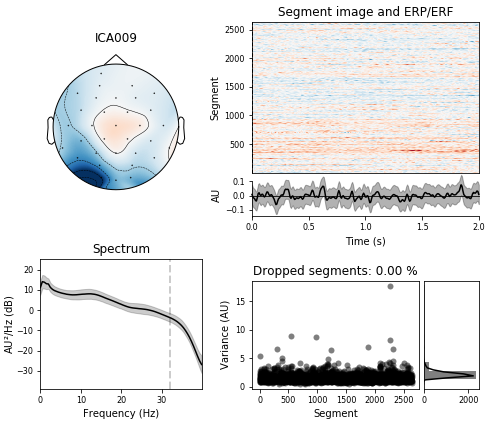 ICA009
Segment image and ERP/ERF
2500
2000
1500
1000
500
Segment
0.1
0.0
−0.1
AU
0.0 0.5 1.0 1.5 2.0
Time (s)
Spectrum
20
10
0
−10
−20
−30
AU²/Hz (dB)
0 10 20 30
Frequency (Hz)
Dropped segments: 0.00 %
15
10
5
0
Variance (AU)
0 500 1000 1500 2000 2500
Segment
0 2000